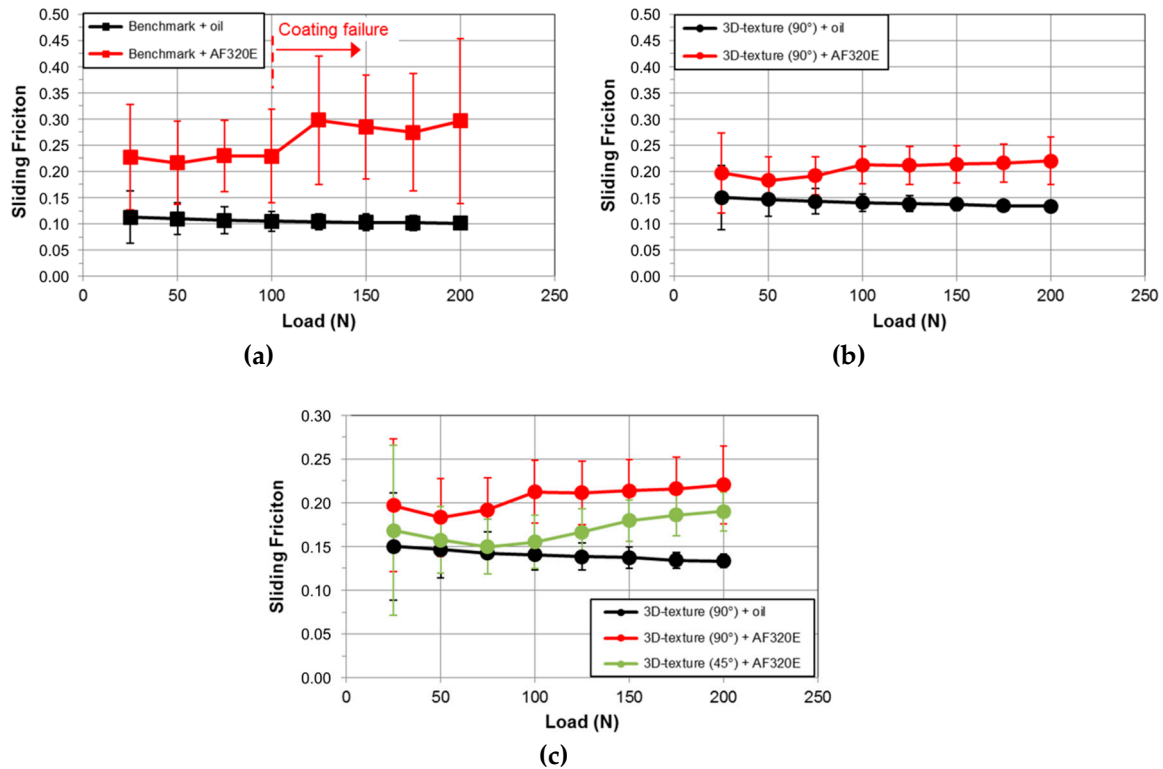 Benchmark + oil
Benchmark + AF320E
Coating failure
0.50
0.45
0.40
0.35
0.30
0.25
0.20
0.15
0.10
0.05
0.00
Sliding Friciton
0 50 100 150 200 250
Load (N)
(a)
3D-texture (90°) + oil
3D-texture (90°) + AF320E
0.50
0.45
0.40
0.35
0.30
0.25
0.20
0.15
0.10
0.05
0.00
Sliding Friciton
0 50 100 150 200 250
Load (N)
(b)
0.30
0.25
0.20
0.15
0.10
0.05
0.00
Sliding Friciton
3D-texture (90°) + oil
3D-texture (90°) + AF320E
3D-texture (45°) + AF320E
0 50 100 150 200 250
Load (N)
(c)